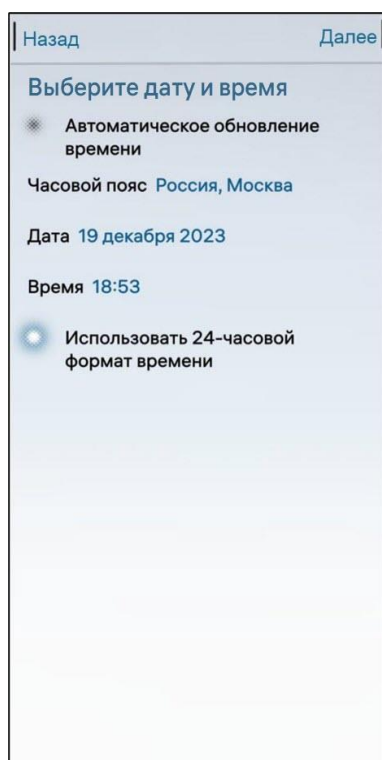 Назад Далее
Выберите дату и время
Автоматическое обновление
времени
Часовой пояс Россия, Москва
Дата 19 декабря 2023
Время 18:53
Использовать 24-часовой
формат времени